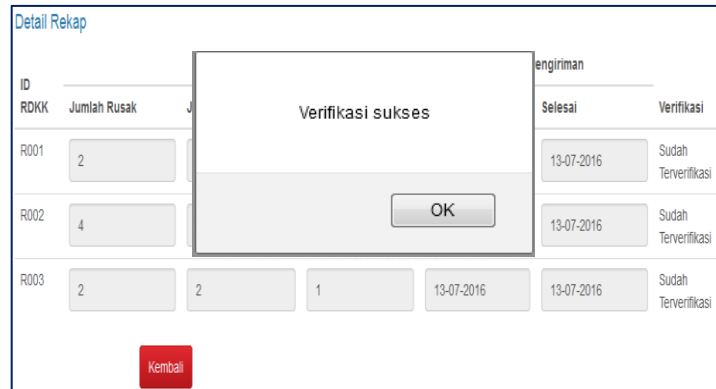 Detail Rekap
engiriman
ID
RDKK Jumlah Rusak J Selesai Verifikasi
Verifikasi sukses
R001 2 13-07-2016 Sudah
Terverifikasi
OK
R002 4 13-07-2016 Sudah
Terverifikasi
R003 2 2 1 13-07-2016 13-07-2016 Sudah
Terverifikasi
Kembali